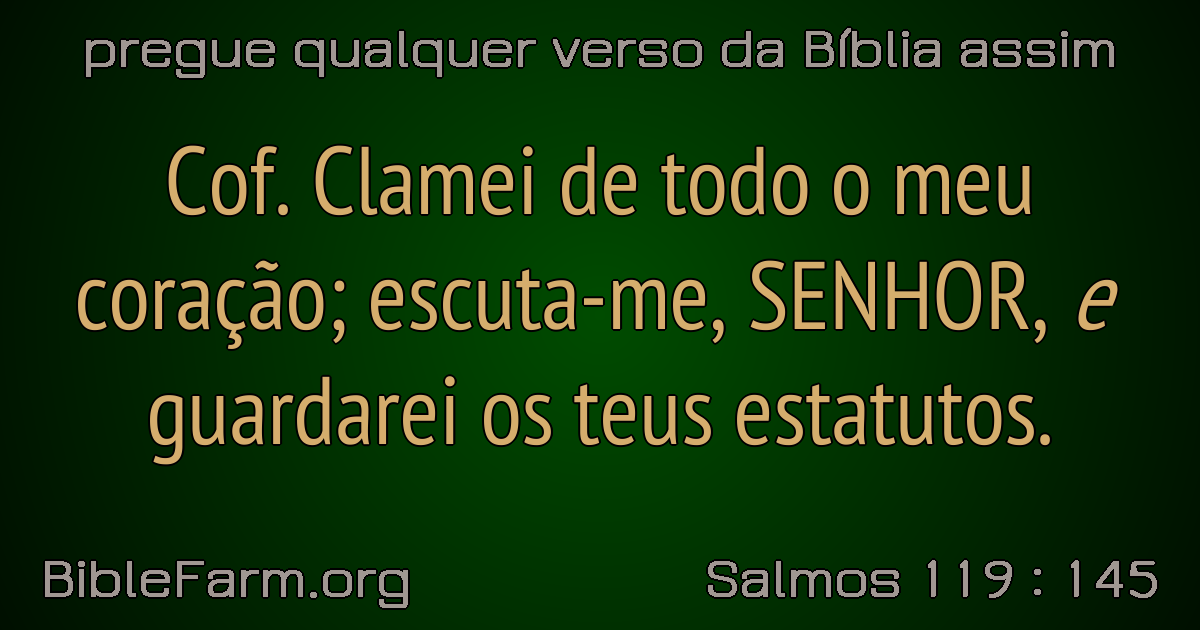 pregue qualquer verso da Bíblia assim
Cof. Clamei de todo o meu
coração; escuta-me, SENHOR, e
guardarei os teus estatutos.
BibleFarm.org
Salmos 119 : 145